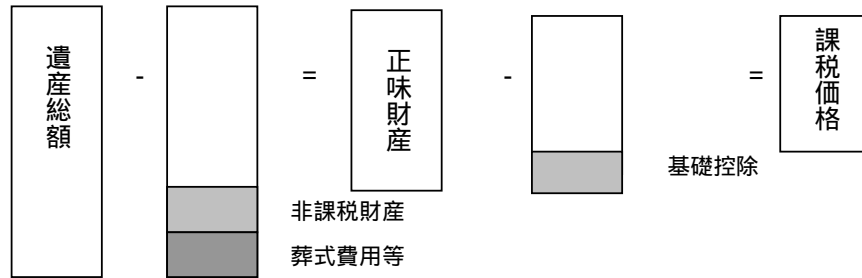 遺産総額
-
=
正味財産
-
=
課税価格
基礎控除
非課税財産
葬式費用等